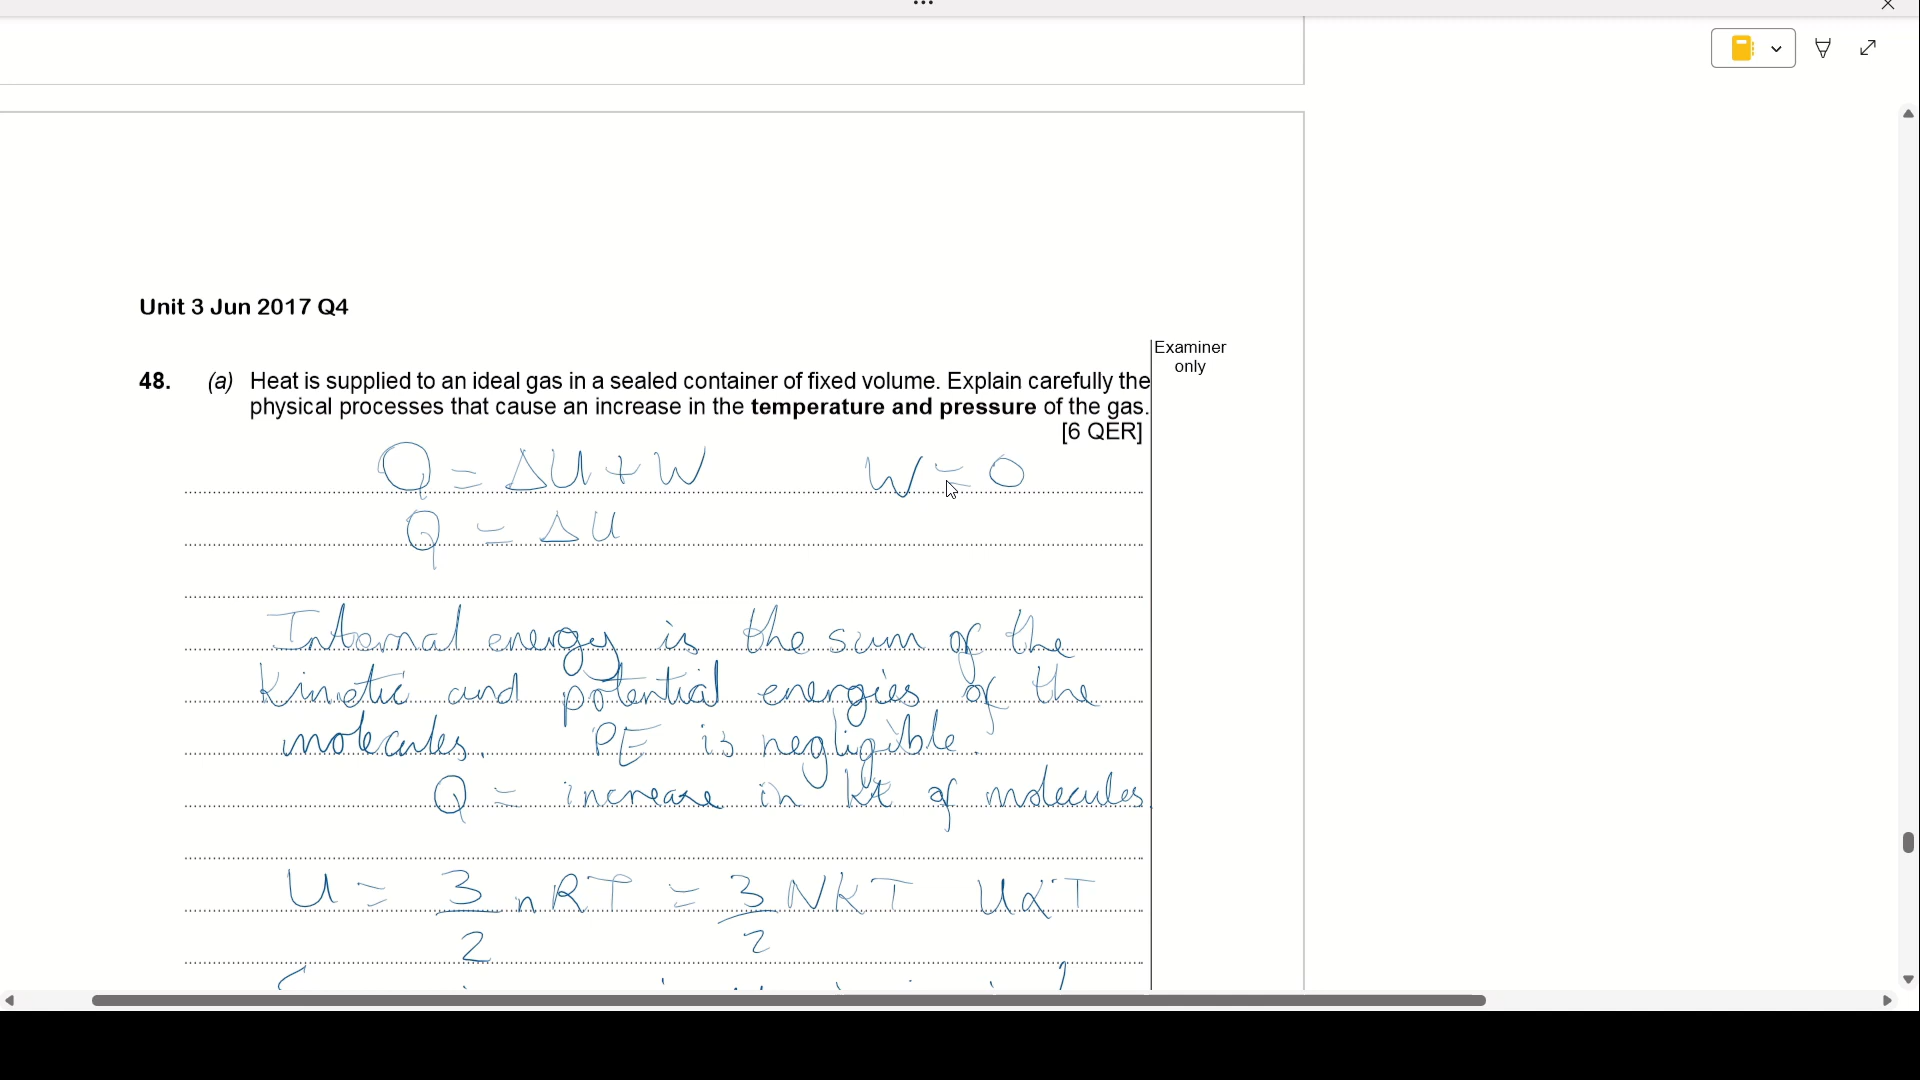 Unit 3 Jun 2017 Q4
Examiner
only
48. (a) Heat is supplied to an ideal gas in a sealed container of fixed volume. Explain carefully the
physical processes that cause an increase in the temperature and pressure of the gas.
[6 QER]
Q = ΔU + W W = 0
Q = ΔU
Internal energy is the sum of the
kinetic and potential energies of the
molecules. PE is negligible.
Q = increase in KE of molecules
U = 3/2 nRT = 3/2 NkT U∝T